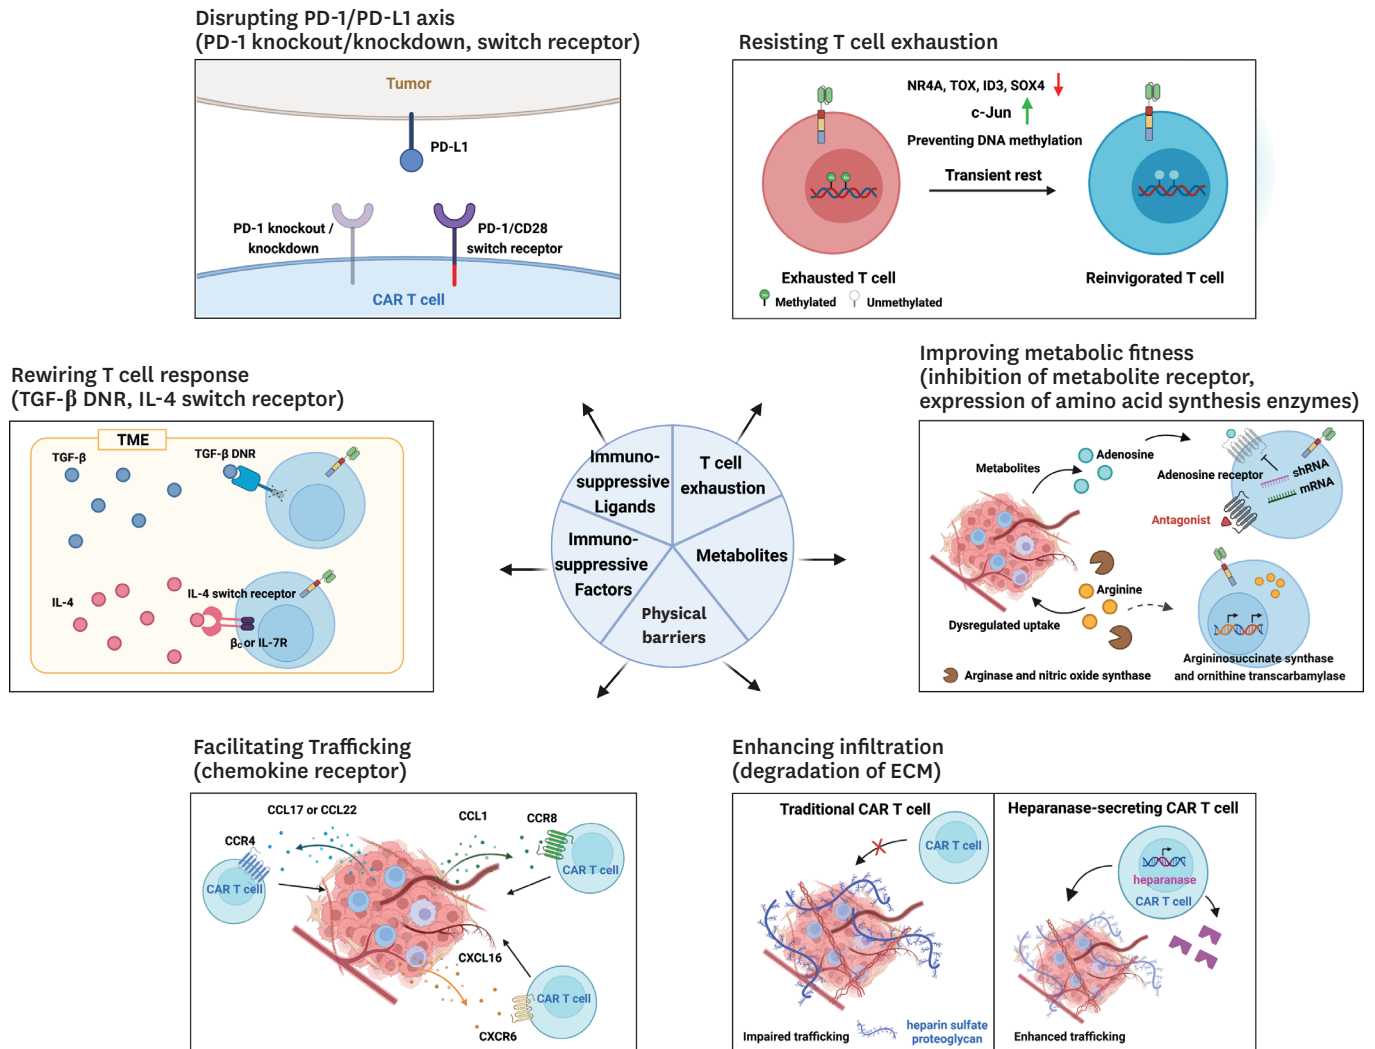 Disrupting PD-1/PD-L1 axis
(PD-1 knockout/knockdown, switch receptor)
Tumor
PD-L1
PD-1 knockout /
knockdown
PD-1/CD28
switch receptor
CAR T cell
Resisting T cell exhaustion
NR4A, TOX, ID3, SOX4
c-Jun
Preventing DNA methylation
Transient rest
Me
Me
Exhausted T cell
Reinvigorated T cell
Methylated
Unmethylated
Rewiring T cell response
(TGF-β DNR, IL-4 switch receptor)
TME
TGF-β
TGF-β DNR
IL-4
IL-4 switch receptor
βc or IL-7R
Immuno-
suppressive
Ligands
T cell
exhaustion
Immuno-
suppressive
Factors
Metabolites
Physical
barriers
Improving metabolic fitness
(inhibition of metabolite receptor,
expression of amino acid synthesis enzymes)
Metabolites
Adenosine
Adenosine receptor
shRNA
mRNA
Antagonist
Arginine
Dysregulated uptake
Arginase and nitric oxide synthase
Argininosuccinate synthase
and ornithine transcarbamylase
Facilitating Trafficking
(chemokine receptor)
CCL17 or CCL22
CCL1
CCR8
CCR4
CAR T cell
CAR T cell
CXCL16
CAR T cell
CXCR6
Enhancing infiltration
(degradation of ECM)
Traditional CAR T cell
CAR T cell
Impaired trafficking
heparin sulfate
proteoglycan
Heparanase-secreting CAR T cell
heparanase
CAR T cell
Enhanced trafficking